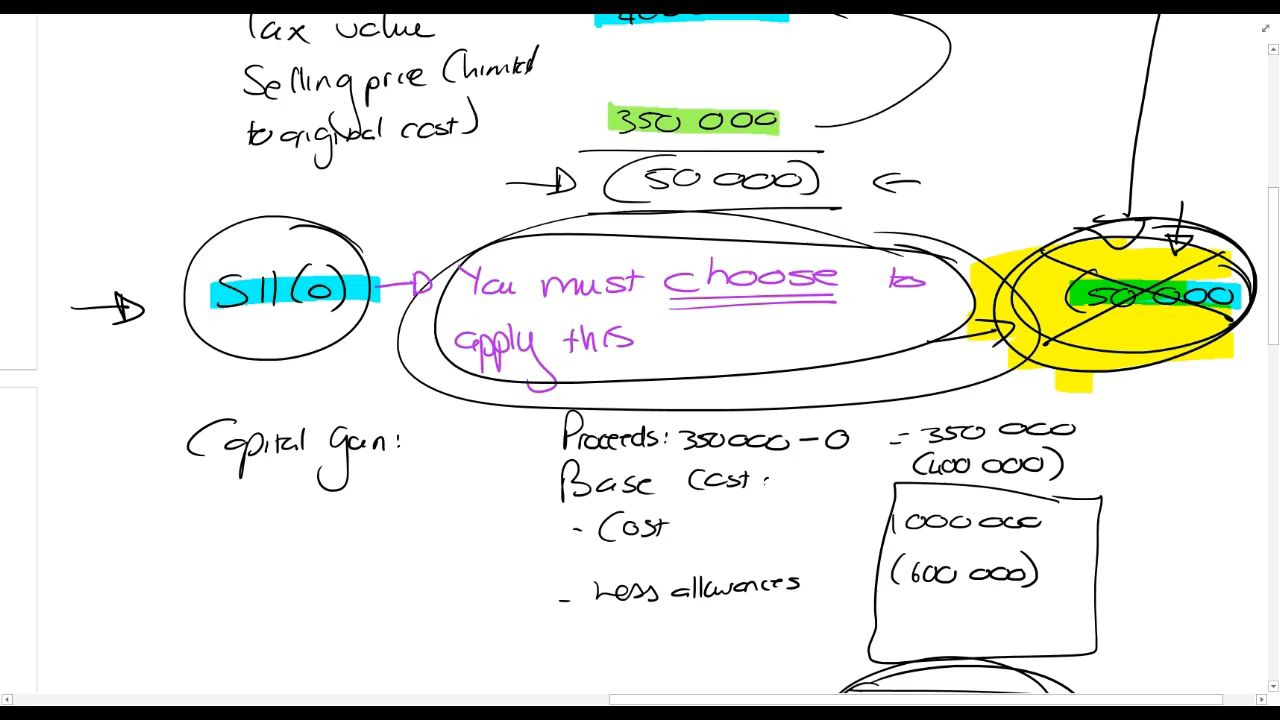 Tax value
Selling price (limited
to original cost)
350 000
(50 000)
S11(o)
You must choose to
apply this
(50 000
Capital gain:
Proceeds: 350000 - 0 = 350 000
Base cost: (400 000)
- Cost 1 000 000
- Less allowances (600 000)